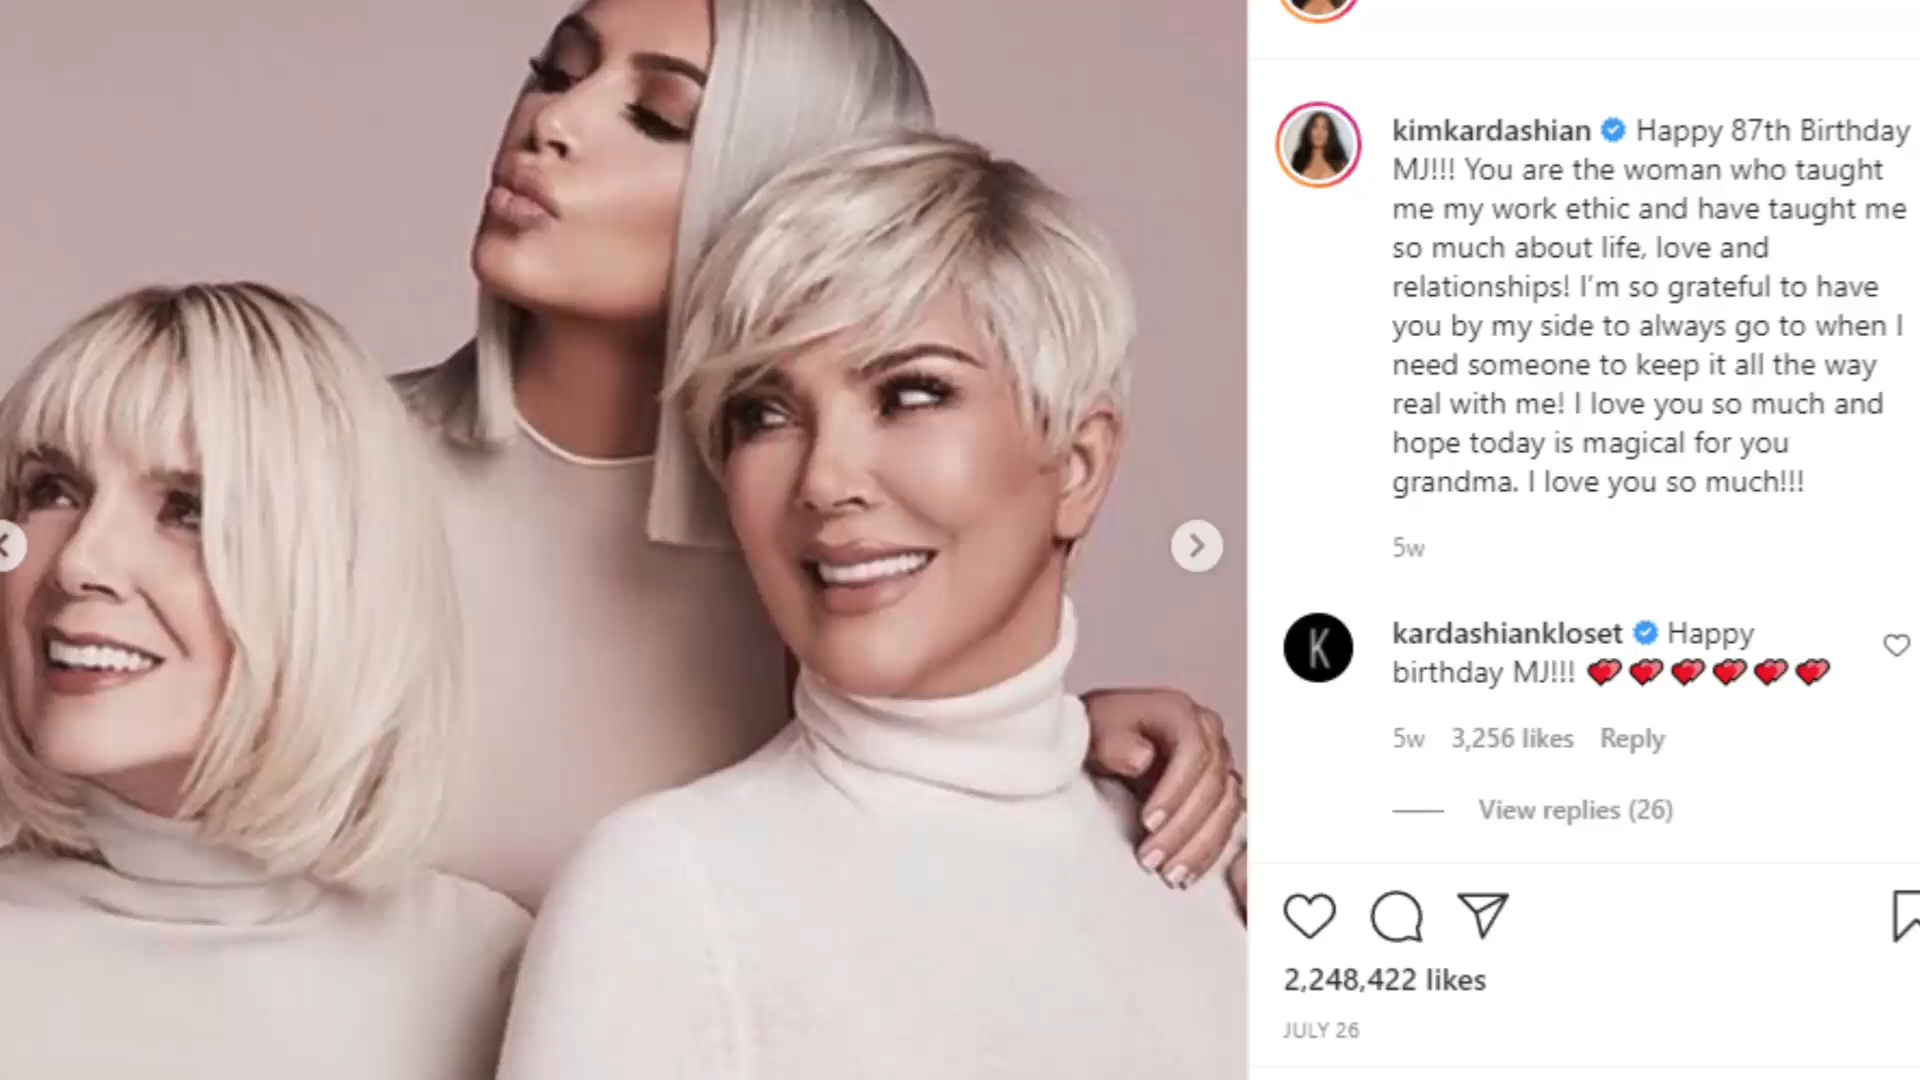 kimkardashian Happy 87th Birthday
MJ!!! You are the woman who taught
me my work ethic and have taught me
so much about life, love and
relationships! I'm so grateful to have
you by my side to always go to when I
need someone to keep it all the way
real with me! I love you so much and
hope today is magical for you
grandma. I love you so much!!!
5w
K
kardashiankloset Happy
birthday MJ!!! 💕💕💕💕💕💕
5w 3,256 likes Reply
View replies (26)
2,248,422 likes
JULY 26